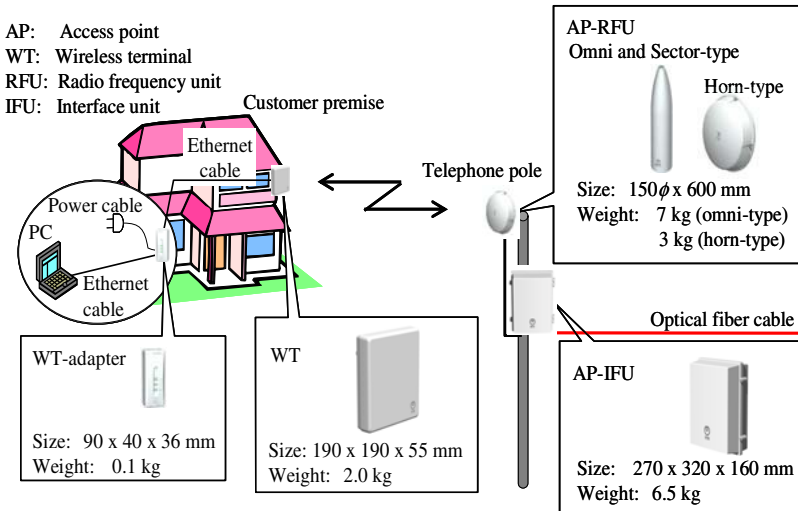 AP: Access point
WT: Wireless terminal
RFU: Radio frequency unit
IFU: Interface unit
Customer premise
Ethernet
cable
Power cable
PC
Ethernet
cable
Telephone pole
AP-RFU
Omni and Sector-type
Horn-type
Size: 150ϕ x 600 mm
Weight: 7 kg (omni-type)
3 kg (horn-type)
Optical fiber cable
WT-adapter
Size: 90 x 40 x 36 mm
Weight: 0.1 kg
WT
Size: 190 x 190 x 55 mm
Weight: 2.0 kg
AP-IFU
Size: 270 x 320 x 160 mm
Weight: 6.5 kg